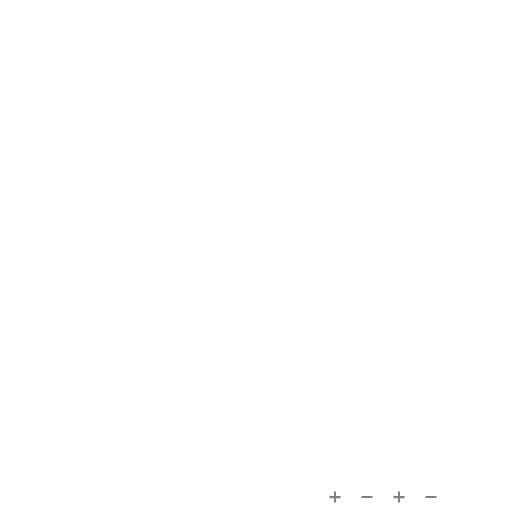 + − + −